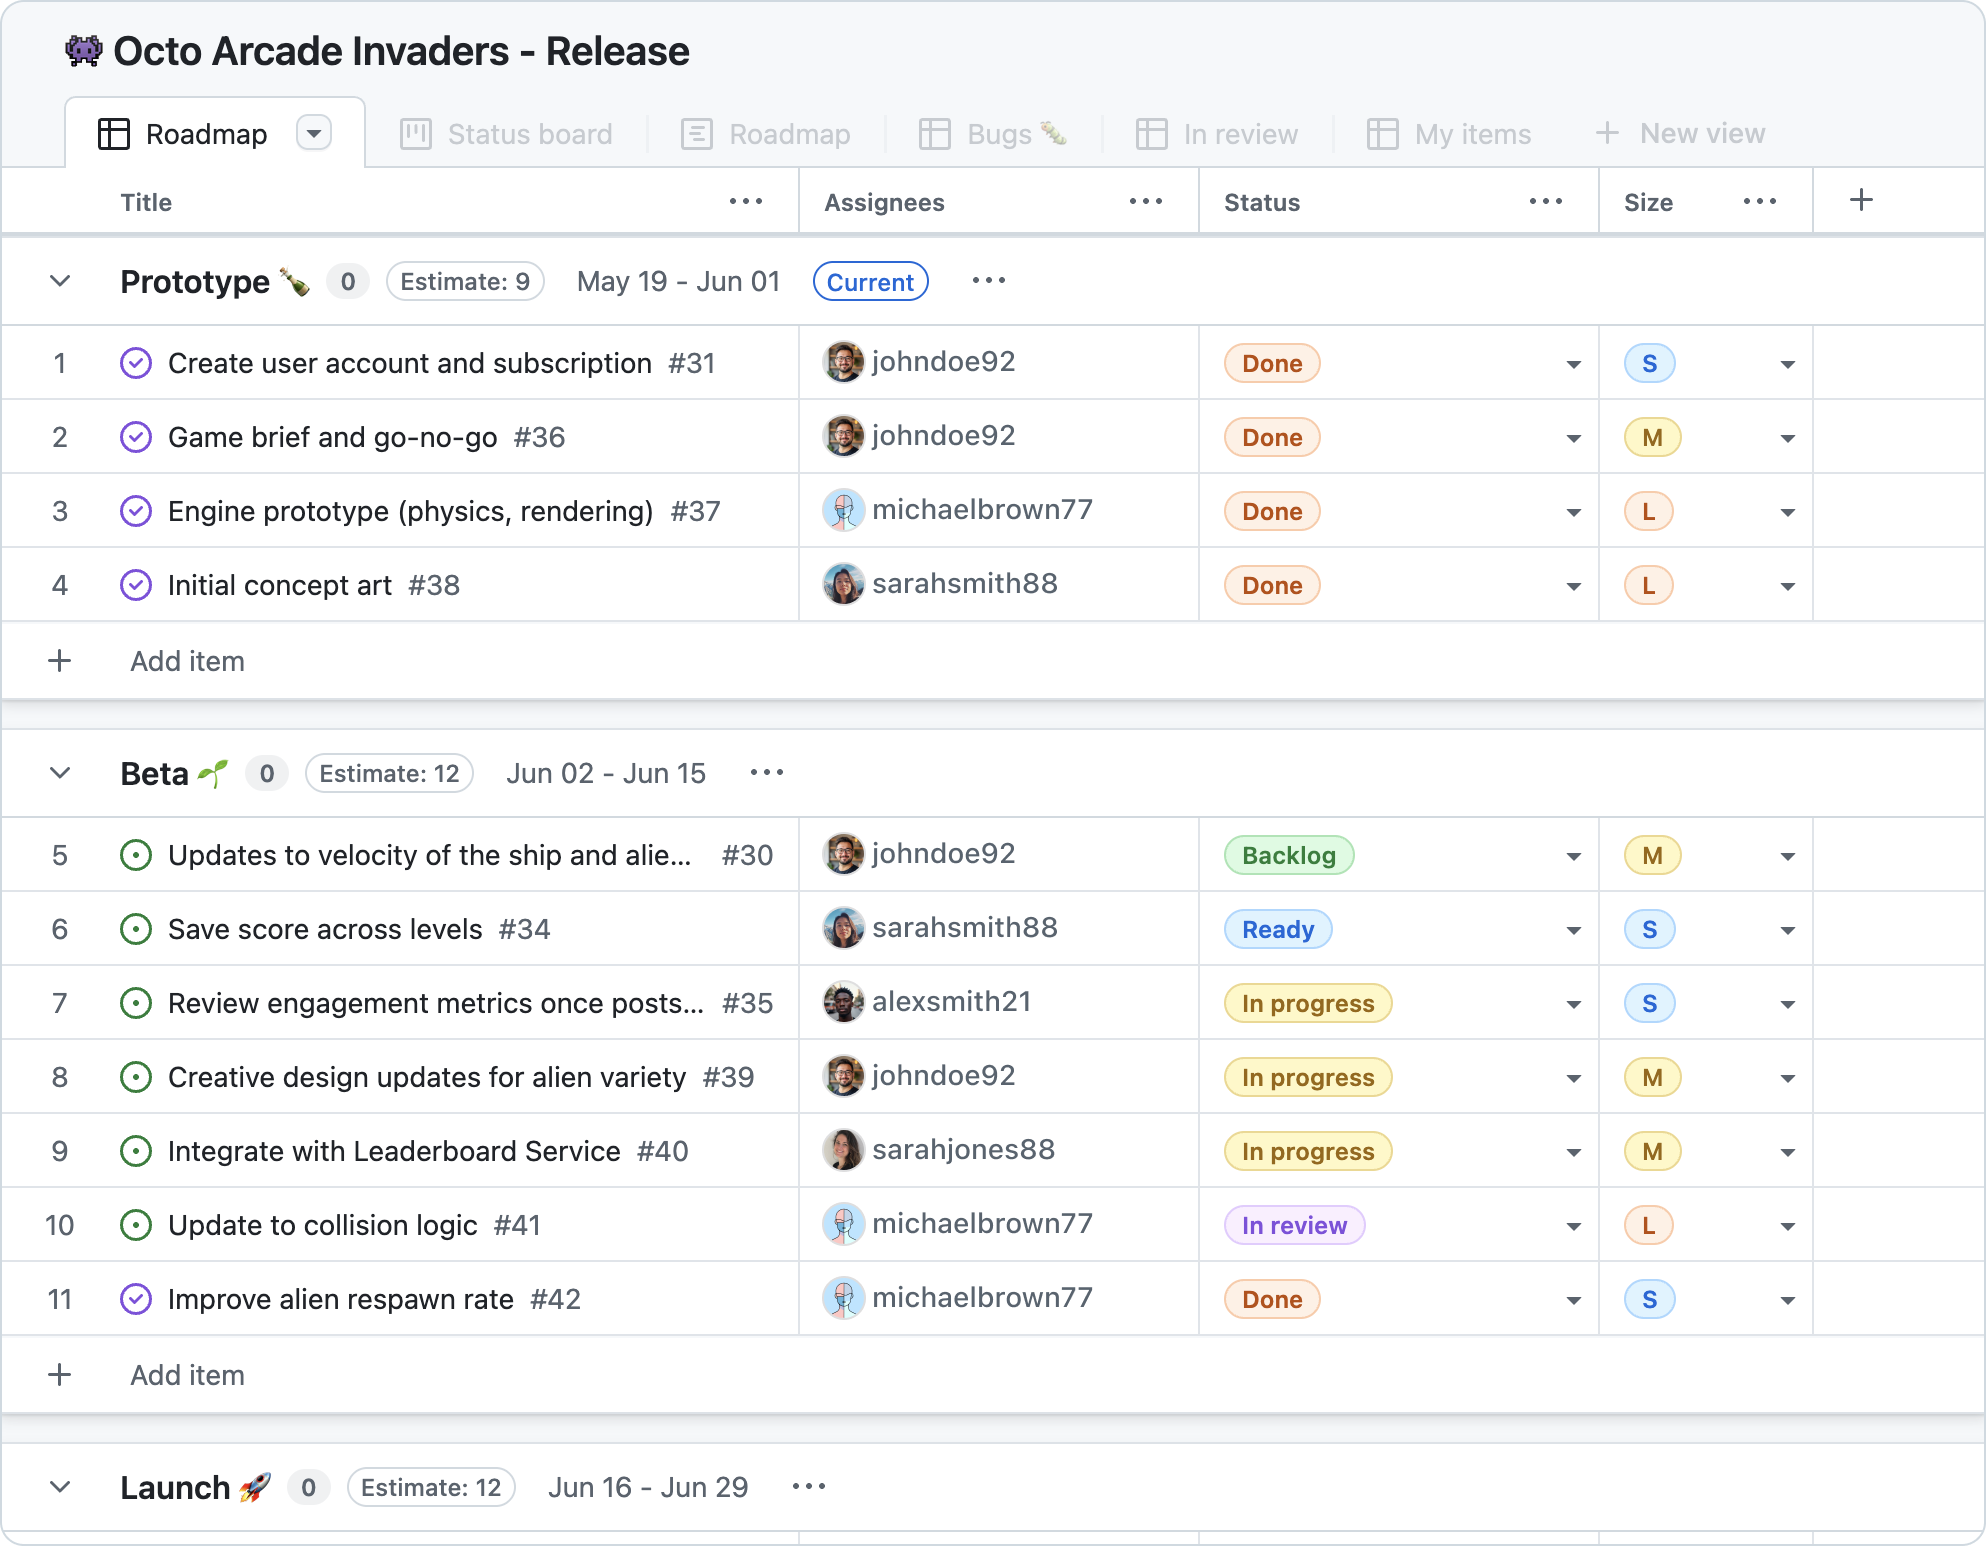 Octo Arcade Invaders - Release
Roadmap Status board Roadmap Bugs In review My items + New view
Title ... Assignees ... Status ... Size ... +
Prototype 0 Estimate: 9 May 19 - Jun 01 Current ...
1 Create user account and subscription #31 johndoe92 Done S
2 Game brief and go-no-go #36 johndoe92 Done M
3 Engine prototype (physics, rendering) #37 michaelbrown77 Done L
4 Initial concept art #38 sarahsmith88 Done L
+ Add item
Beta 0 Estimate: 12 Jun 02 - Jun 15 ...
5 Updates to velocity of the ship and alie... #30 johndoe92 Backlog M
6 Save score across levels #34 sarahsmith88 Ready S
7 Review engagement metrics once posts... #35 alexsmith21 In progress S
8 Creative design updates for alien variety #39 johndoe92 In progress M
9 Integrate with Leaderboard Service #40 sarahjones88 In progress M
10 Update to collision logic #41 michaelbrown77 In review L
11 Improve alien respawn rate #42 michaelbrown77 Done S
+ Add item
Launch 0 Estimate: 12 Jun 16 - Jun 29 ...